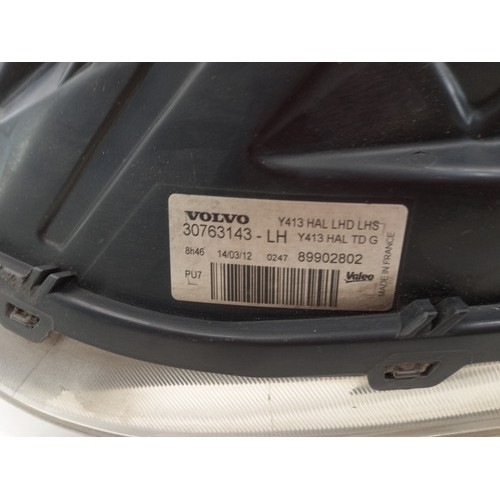 VOLVO Y413 HAL LHD LHS
30763143 - LH Y413 HAL TD G
8h46 14/03/12 0247 89902802
PU7 Valeo
MADE IN FRANCE